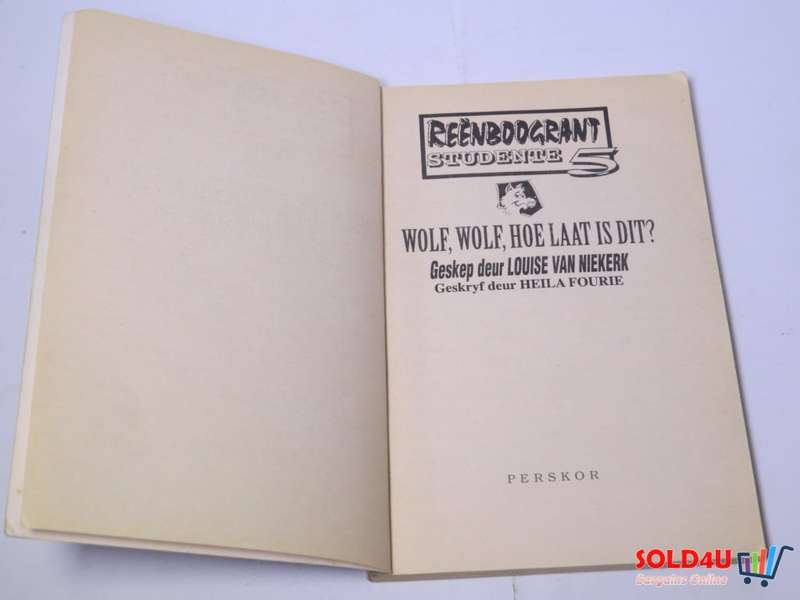 REËNBOOGRANT
STUDENTE 5
WOLF, WOLF, HOE LAAT IS DIT?
Geskep deur LOUISE VAN NIEKERK
Geskryf deur HEILA FOURIE
PERSKOR
SOLD4U
Bargains Online